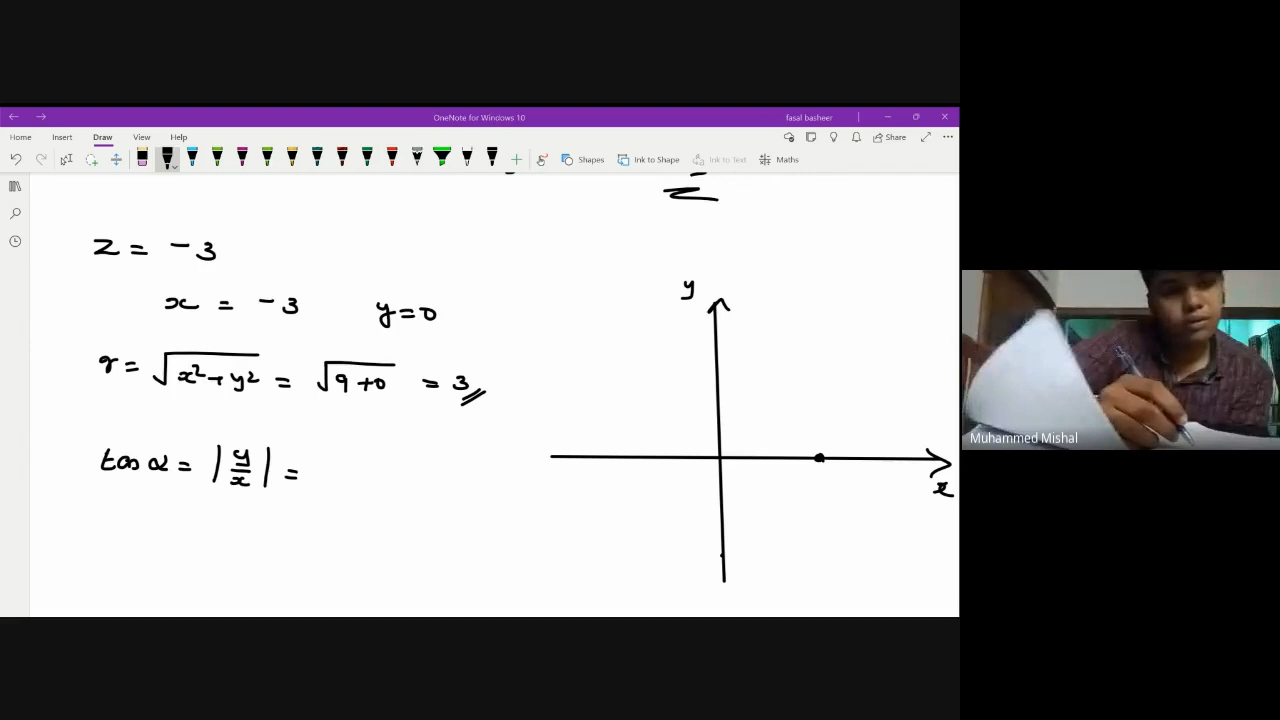 OneNote for Windows 10
fasal basheer
Home Insert Draw View Help
Share
Shapes Ink to Shape Ink to Text Maths
z = -3
x = -3 y=0
r = √x²+y² = √9+0 = 3
tan α = |y/x| =
y
x
Muhammed Mishal